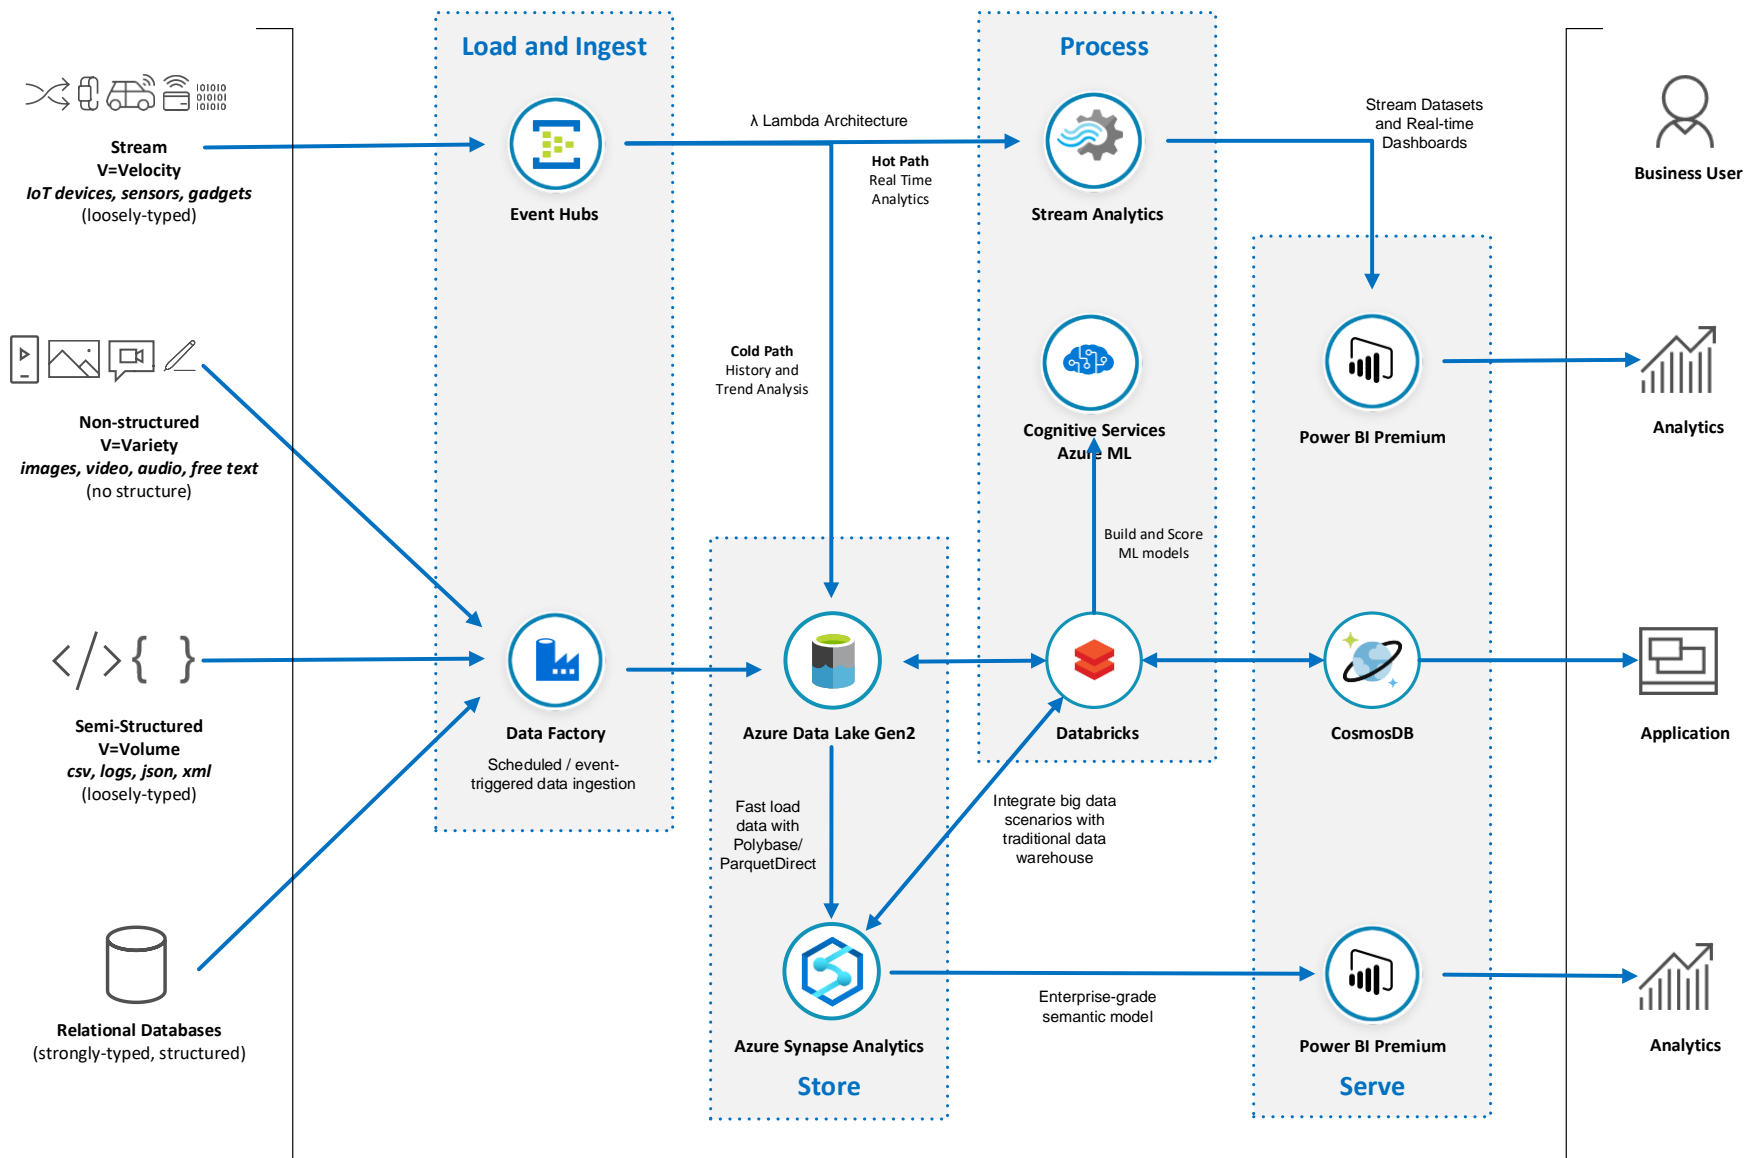 Load and Ingest
Process
101010
010101
101010
Stream
V=Velocity
IoT devices, sensors, gadgets
(loosely-typed)
Event Hubs
λ Lambda Architecture
Hot Path
Real Time
Analytics
Stream Analytics
Stream Datasets
and Real-time
Dashboards
Business User
Non-structured
V=Variety
images, video, audio, free text
(no structure)
Cold Path
History and
Trend Analysis
Cognitive Services
Azure ML
Power BI Premium
Analytics
Build and Score
ML models
</> { }
Semi-Structured
V=Volume
csv, logs, json, xml
(loosely-typed)
Data Factory
Scheduled / event-
triggered data ingestion
Azure Data Lake Gen2
Databricks
CosmosDB
Application
Fast load
data with
Polybase/
ParquetDirect
Integrate big data
scenarios with
traditional data
warehouse
Relational Databases
(strongly-typed, structured)
Azure Synapse Analytics
Enterprise-grade
semantic model
Power BI Premium
Analytics
Store
Serve